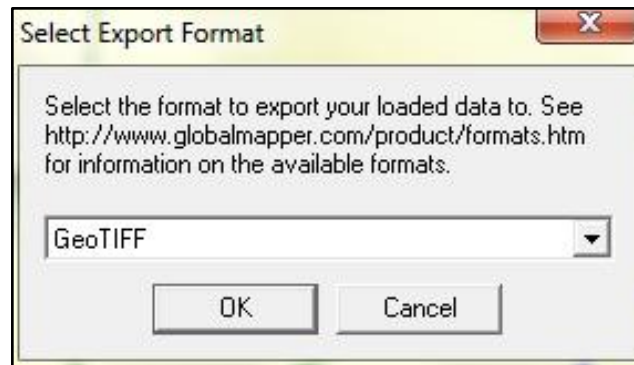 Select Export Format
Select the format to export your loaded data to. See
http://www.globalmapper.com/product/formats.htm
for information on the available formats.
GeoTIFF
OK Cancel